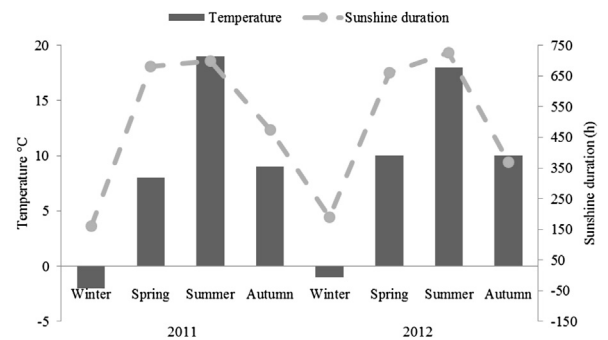 Temperature Sunshine duration
20 750
15 650
10 550
5 450
0 350
-5 250
150
50
-50
-150
Temperature °C
Sunshine duration (h)
Winter Spring Summer Autumn Winter Spring Summer Autumn
2011 2012